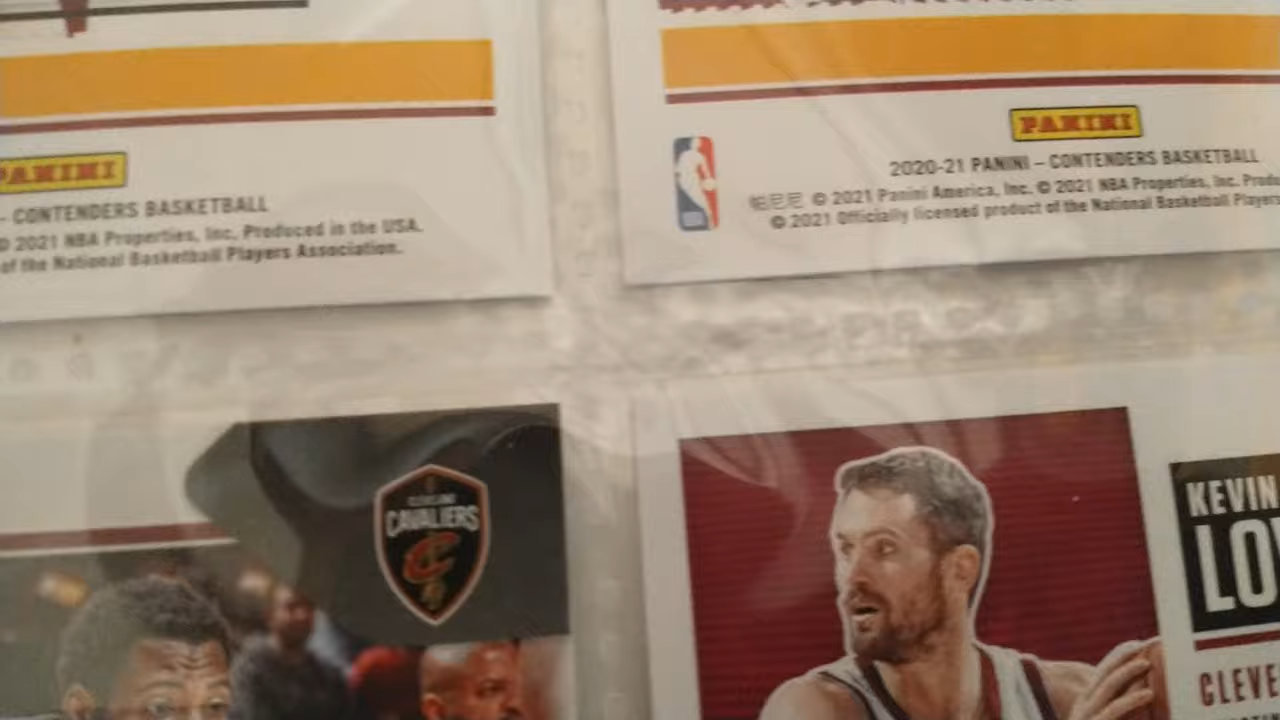 PANINI
- CONTENDERS BASKETBALL
© 2021 NBA Properties, Inc. Produced in the USA.
of the National Basketball Players Association.
PANINI
2020-21 PANINI – CONTENDERS BASKETBALL
帕尼尼 © 2021 Panini America, Inc. © 2021 NBA Properties, Inc. Produ
© 2021 Officially licensed product of the National Basketball Players
CAVALIERS
C
KEVIN
LO
CLEVE